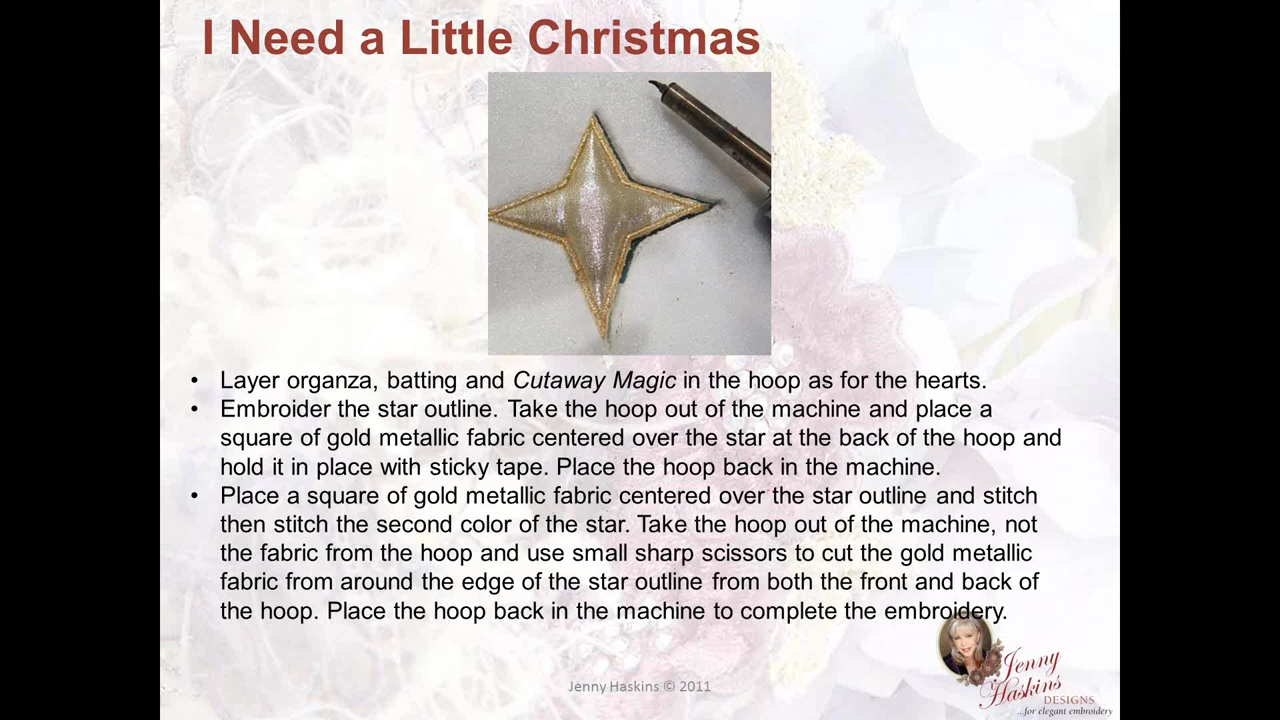 I Need a Little Christmas
• Layer organza, batting and Cutaway Magic in the hoop as for the hearts.
• Embroider the star outline. Take the hoop out of the machine and place a
square of gold metallic fabric centered over the star at the back of the hoop and
hold it in place with sticky tape. Place the hoop back in the machine.
• Place a square of gold metallic fabric centered over the star outline and stitch
then stitch the second color of the star. Take the hoop out of the machine, not
the fabric from the hoop and use small sharp scissors to cut the gold metallic
fabric from around the edge of the star outline from both the front and back of
the hoop. Place the hoop back in the machine to complete the embroidery.
Jenny Haskins © 2011
Jenny
Haskins
DESIGNS
...for elegant embroidery